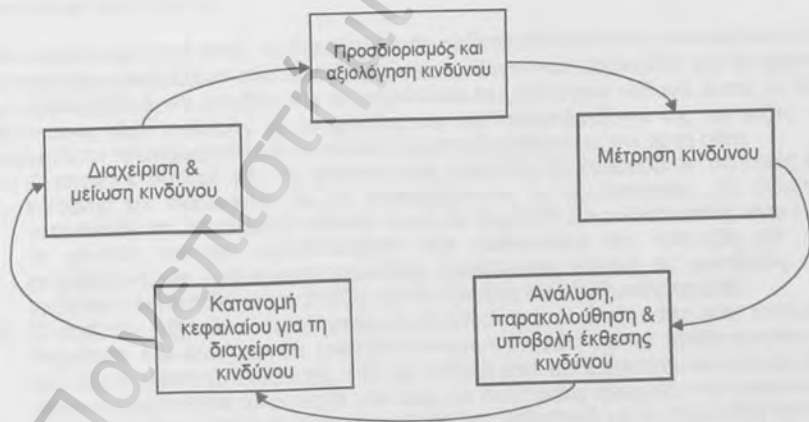 Προσδιορισμός και
αξιολόγηση κινδύνου
Μέτρηση κινδύνου
Ανάλυση,
παρακολούθηση &
υποβολή έκθεσης
κινδύνου
Κατανομή
κεφαλαίου για τη
διαχείριση
κινδύνου
Διαχείριση &
μείωση κινδύνου